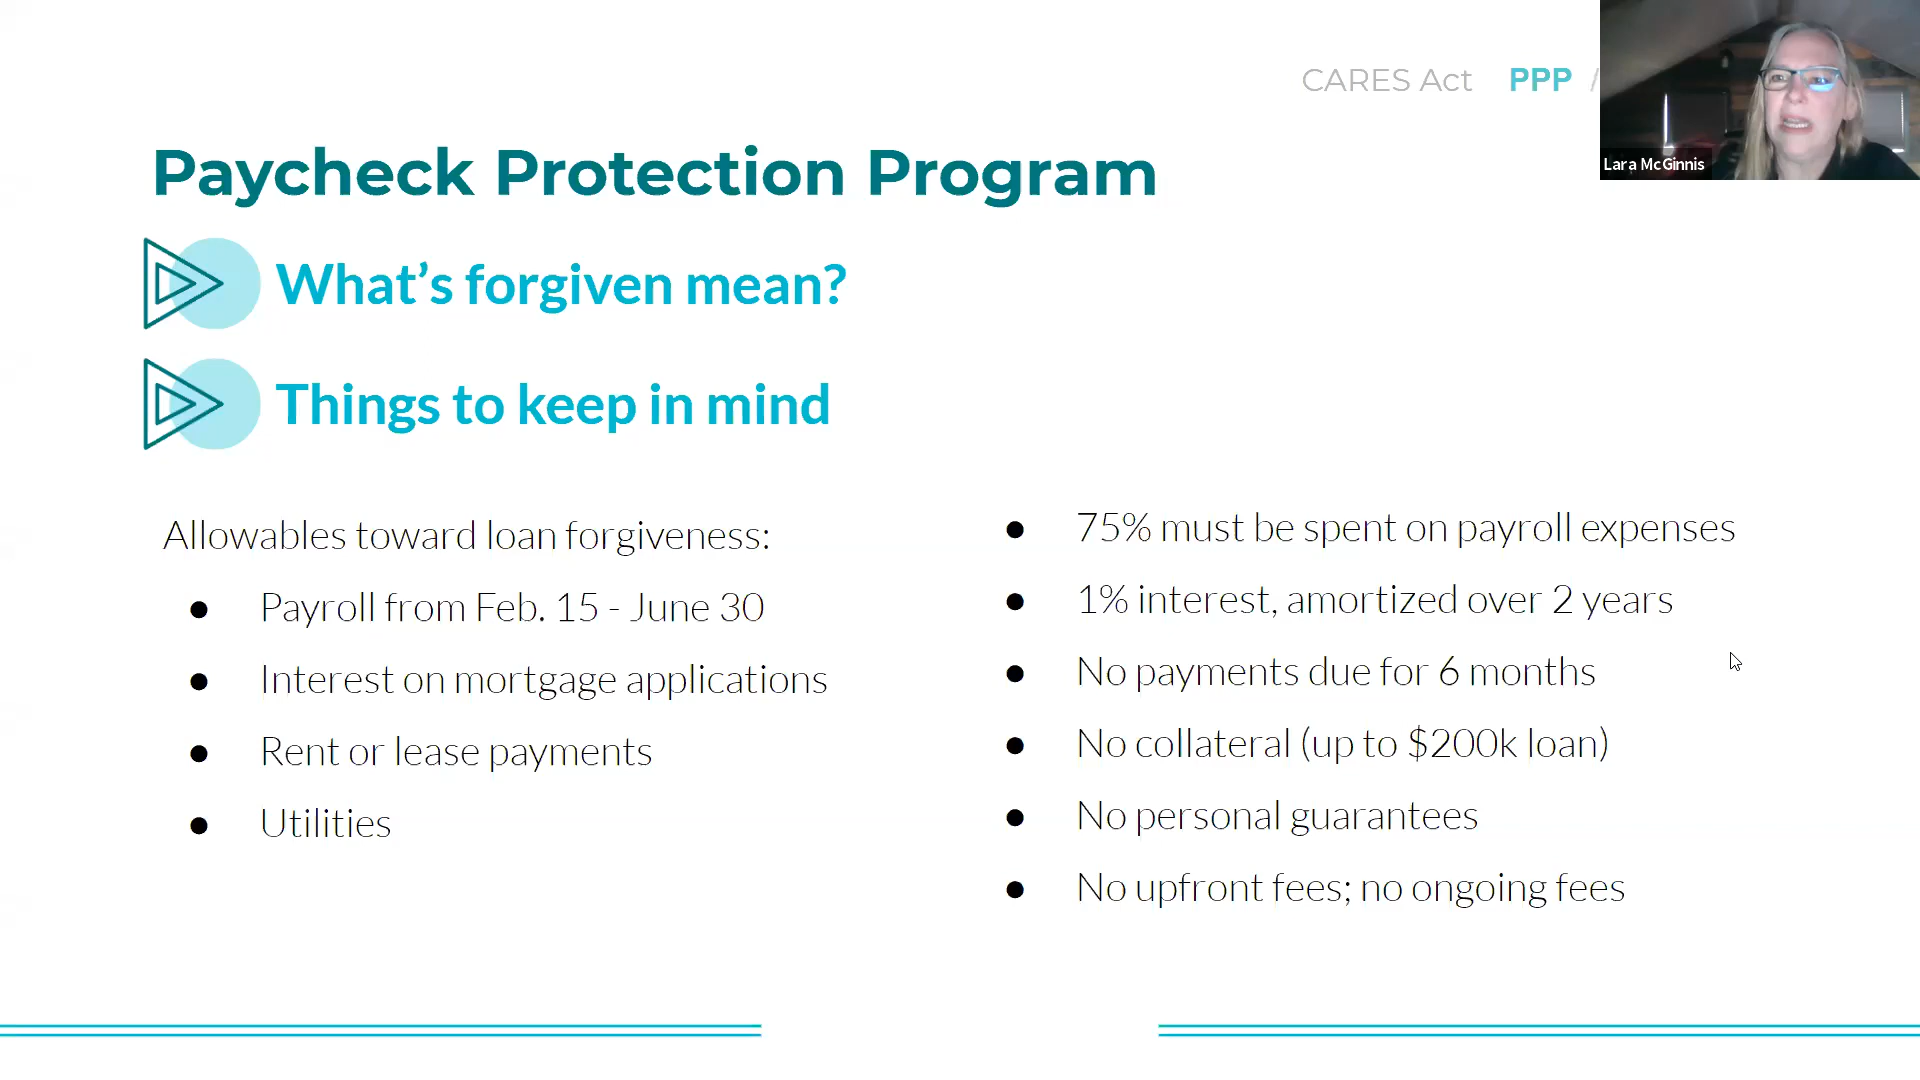 CARES Act PPP /
Lara McGinnis
Paycheck Protection Program
What's forgiven mean?
Things to keep in mind
Allowables toward loan forgiveness:
● Payroll from Feb. 15 - June 30
● Interest on mortgage applications
● Rent or lease payments
● Utilities
● 75% must be spent on payroll expenses
● 1% interest, amortized over 2 years
● No payments due for 6 months
● No collateral (up to $200k loan)
● No personal guarantees
● No upfront fees; no ongoing fees